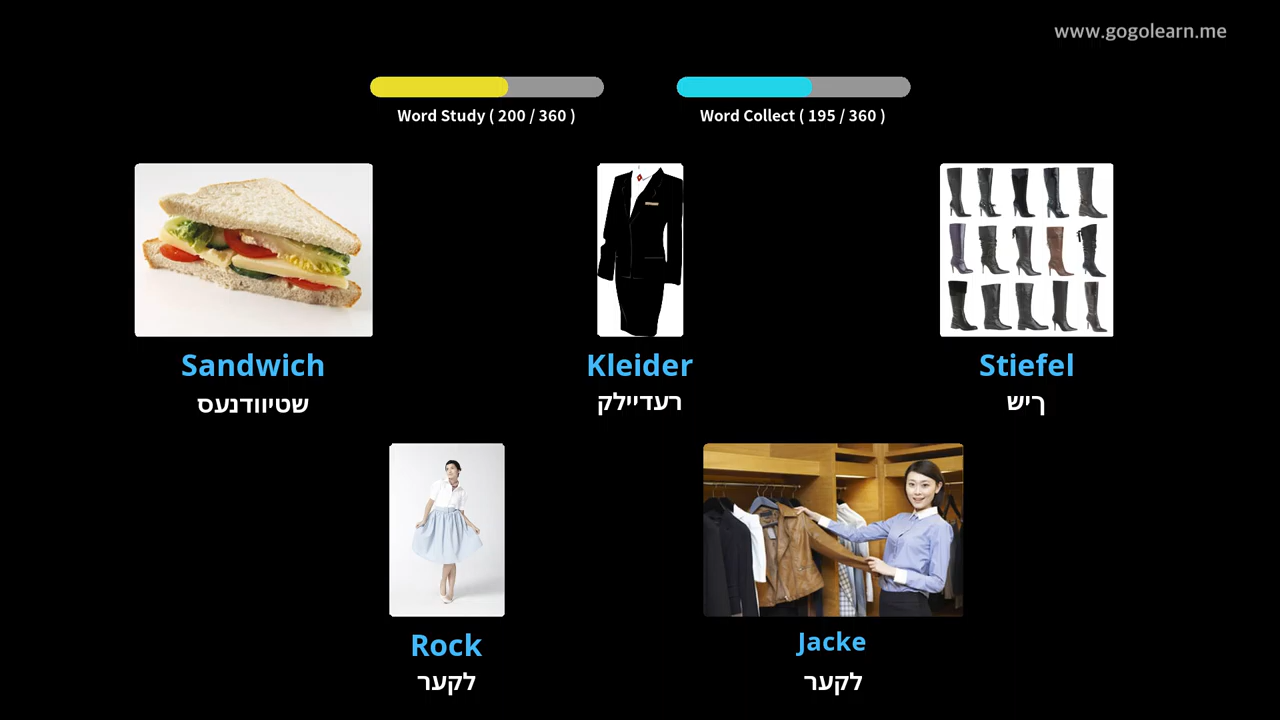 www.gogolearn.me
Word Study ( 200 / 360 )
Word Collect ( 195 / 360 )
Sandwich
שטיוודנעס
Kleider
רעדיילק
Stiefel
ךיש
Rock
לקער
Jacke
לקער